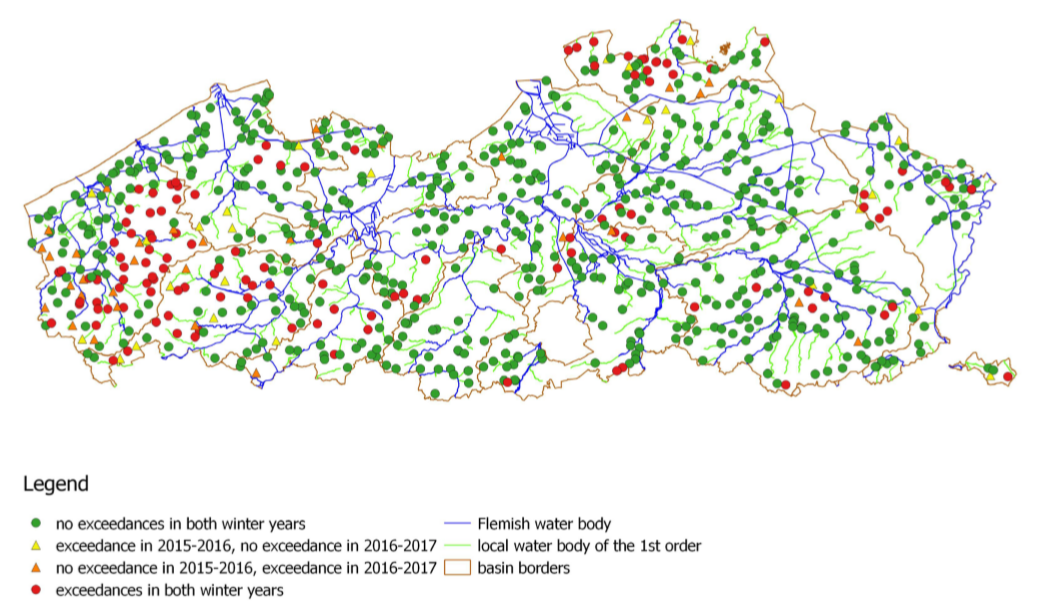 Legend
no exceedances in both winter years
exceedance in 2015-2016, no exceedance in 2016-2017
no exceedance in 2015-2016, exceedance in 2016-2017
exceedances in both winter years
Flemish water body
local water body of the 1st order
basin borders